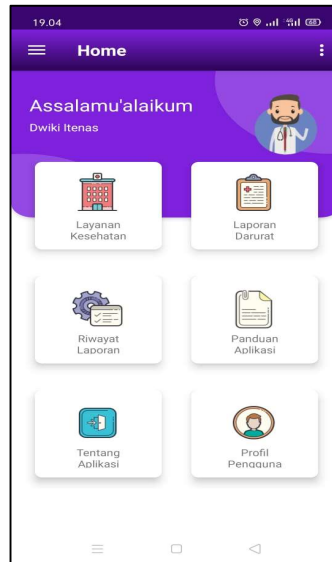 19.04
Home
Assalamu'alaikum
Dwiki Itenas
Layanan
Kesehatan
Laporan
Darurat
Riwayat
Laporan
Panduan
Aplikasi
Tentang
Aplikasi
Profil
Pengguna